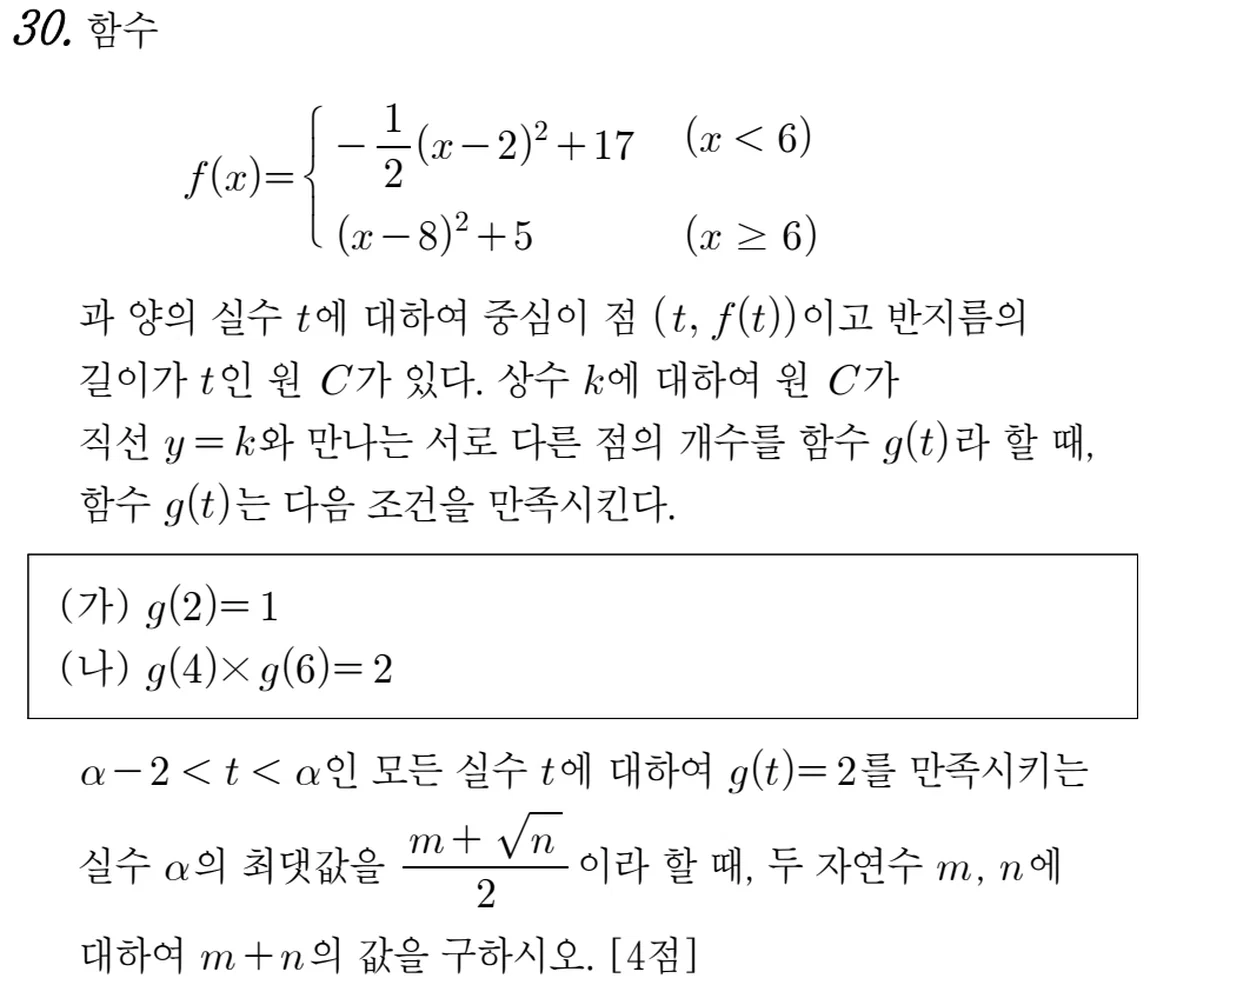 30. 함수
f(x)= { -\frac{1}{2}(x-2)^2+17 (x < 6)
(x-8)^2+5 (x ≥ 6)
과 양의 실수 t에 대하여 중심이 점 (t, f(t))이고 반지름의
길이가 t인 원 C가 있다. 상수 k에 대하여 원 C가
직선 y=k와 만나는 서로 다른 점의 개수를 함수 g(t)라 할 때,
함수 g(t)는 다음 조건을 만족시킨다.
(가) g(2)=1
(나) g(4)×g(6)=2
α-2<t<α인 모든 실수 t에 대하여 g(t)=2를 만족시키는
실수 α의 최댓값을 \frac{m+\sqrt{n}}{2}이라 할 때, 두 자연수 m, n에
대하여 m+n의 값을 구하시오. [4점]